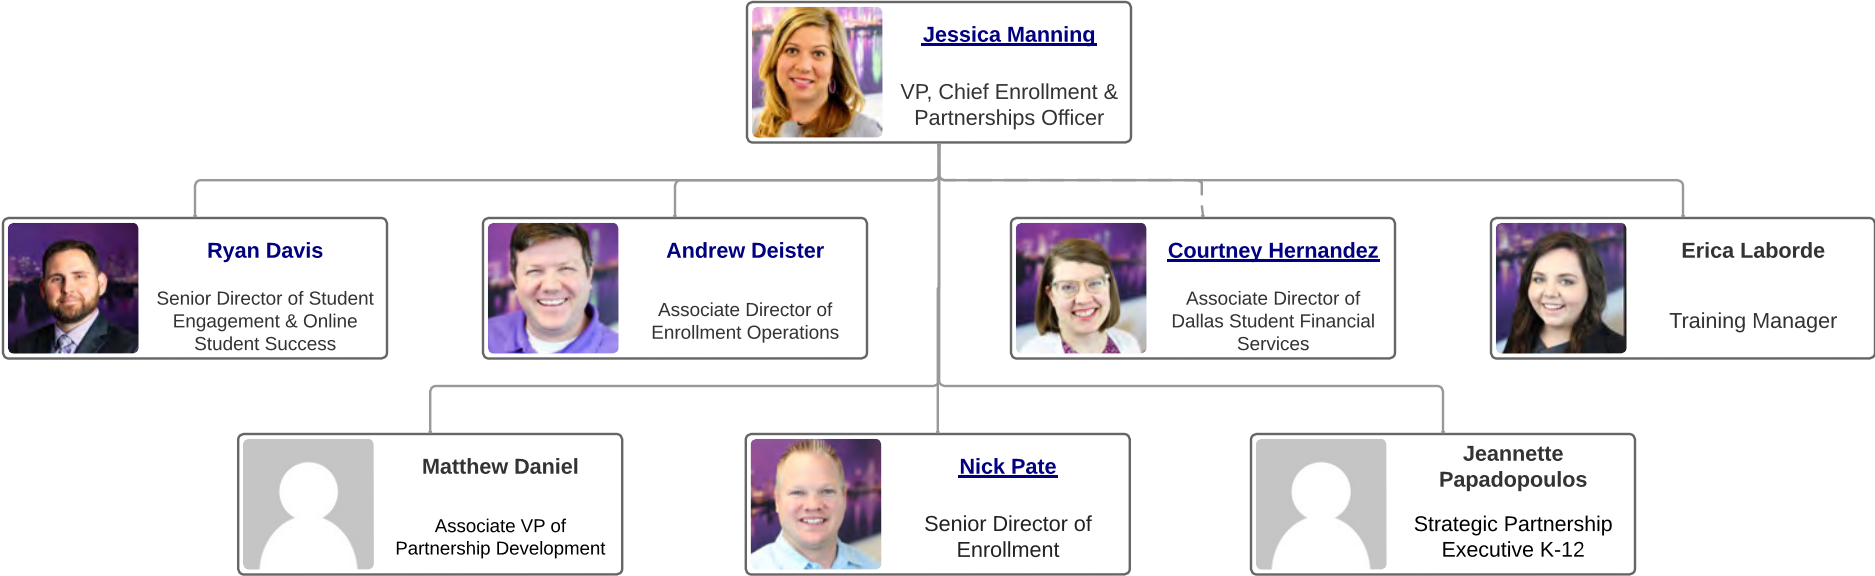 Jessica Manning
VP, Chief Enrollment &
Partnerships Officer
Ryan Davis
Senior Director of Student
Engagement & Online
Student Success
Andrew Deister
Associate Director of
Enrollment Operations
Courtney Hernandez
Associate Director of
Dallas Student Financial
Services
Erica Laborde
Training Manager
Matthew Daniel
Associate VP of
Partnership Development
Nick Pate
Senior Director of
Enrollment
Jeannette
Papadopoulos
Strategic Partnership
Executive K-12